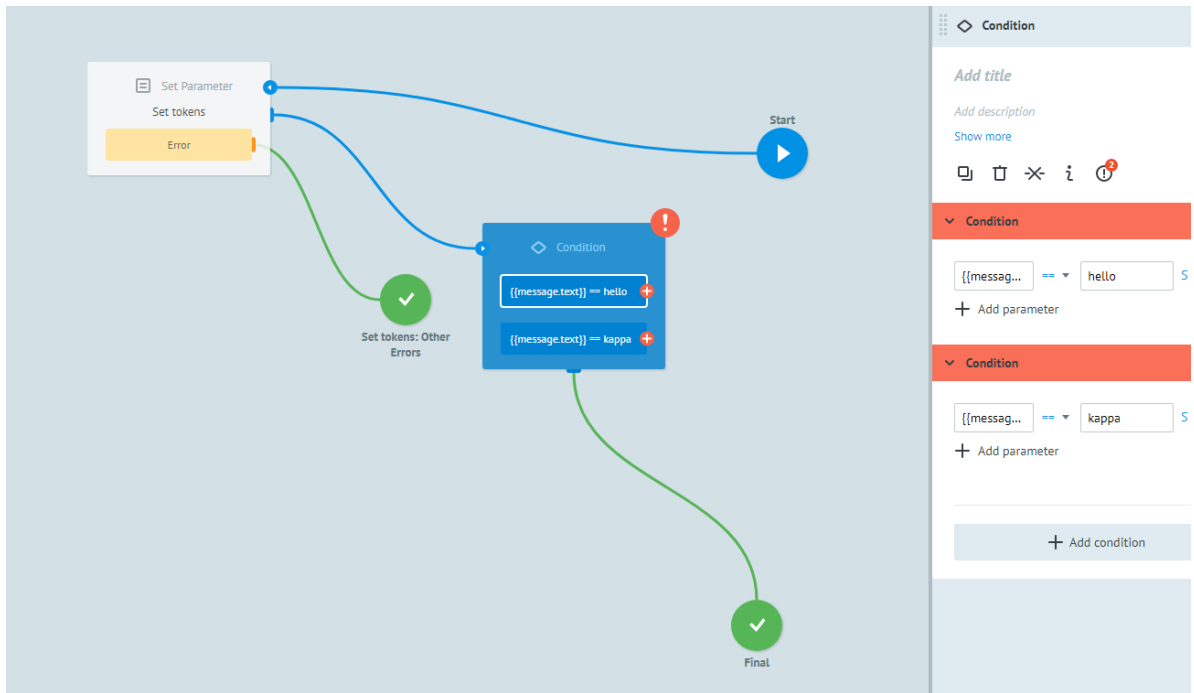 Set Parameter
Set tokens
Error
Start
Condition
{{message.text}} == hello
{{message.text}} == kappa
Set tokens: Other
Errors
Final
Condition
Add title
Add description
Show more
2
Condition
{{messag... == hello S
Add parameter
Condition
{{messag... == kappa S
Add parameter
Add condition